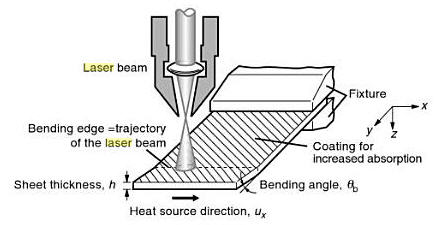 Laser beam
Fixture
x
y
z
Bending edge =trajectory
of the laser beam
Coating for
increased absorption
Sheet thickness, h
Bending angle, θb
Heat source direction, ux